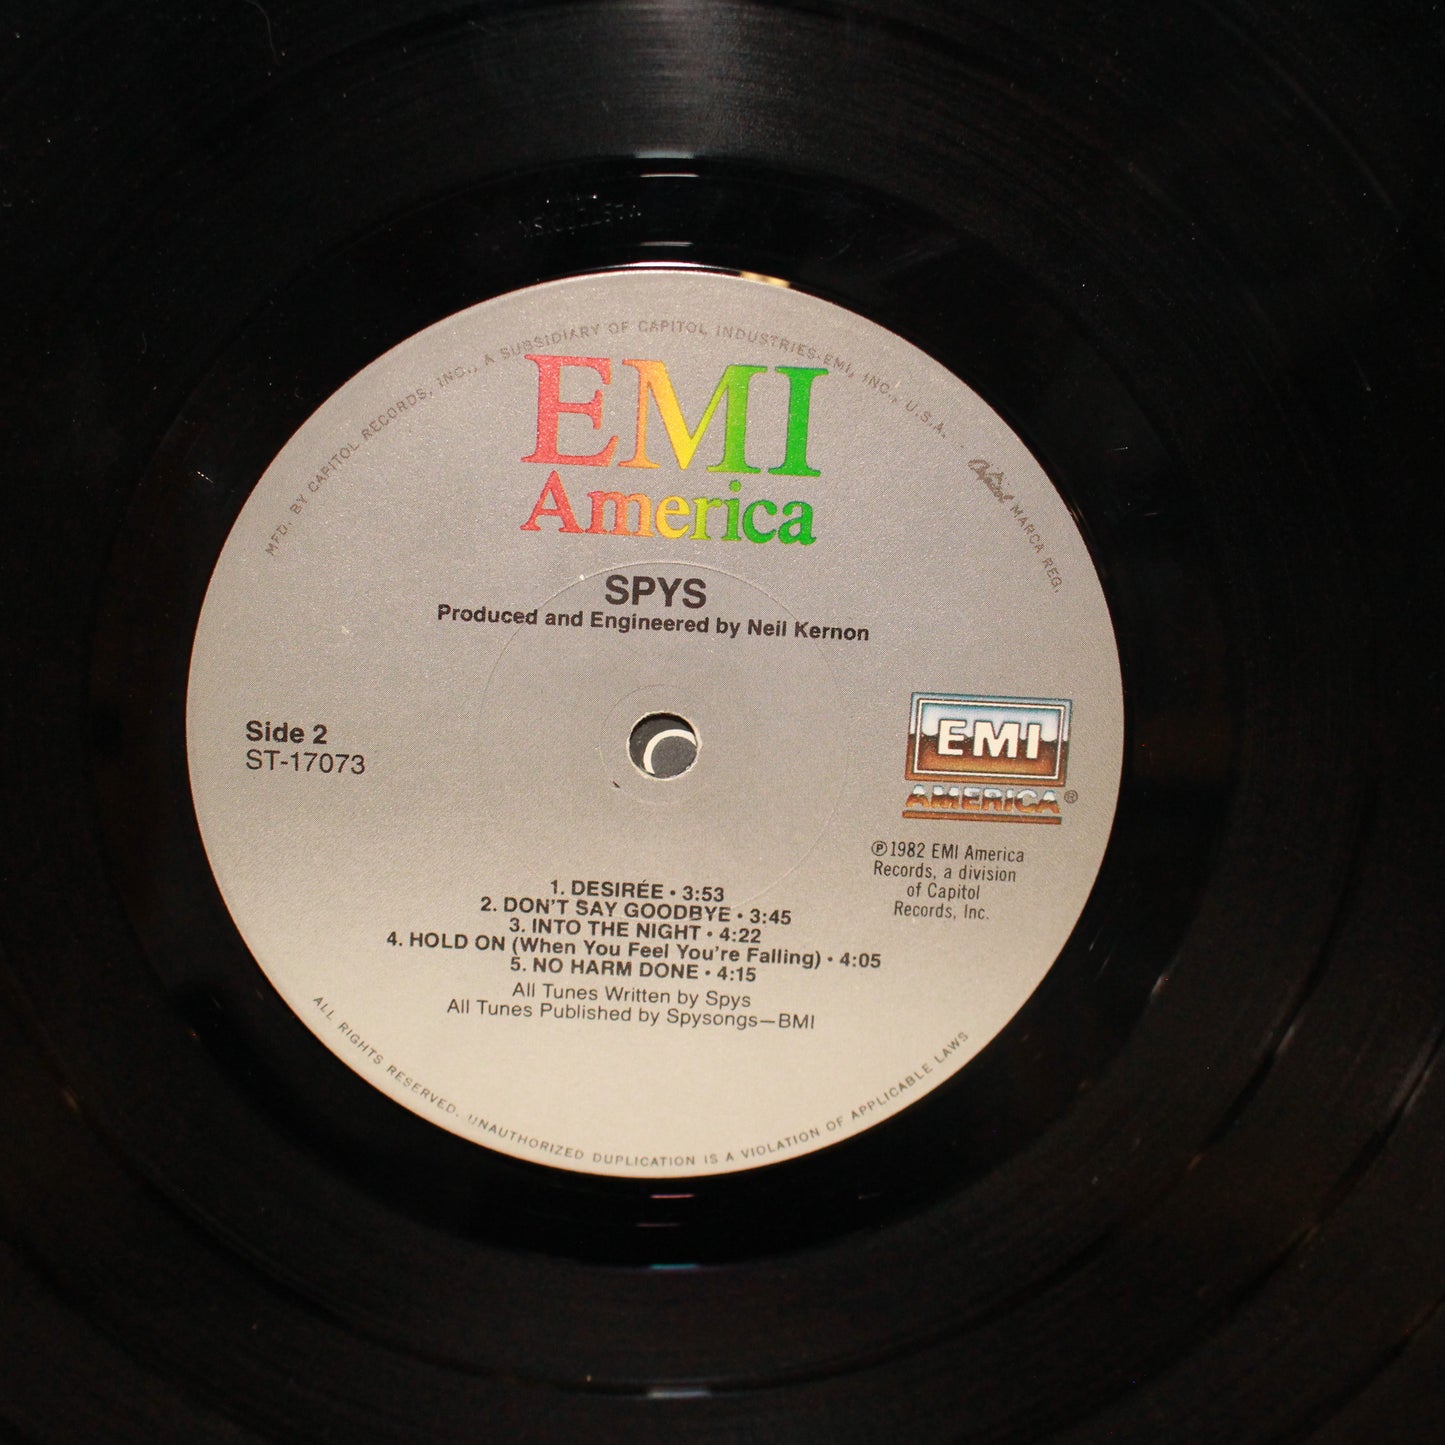 MFD. BY CAPITOL RECORDS, INC., A SUBSIDIARY OF CAPITOL INDUSTRIES-EMI, INC., U.S.A.
Capitol MARCA REG.
EMI
America
SPYS
Produced and Engineered by Neil Kernon
Side 2
ST-17073
EMI
AMERICA®
℗1982 EMI America
Records, a division
of Capitol
Records, Inc.
1. DESIRÉE • 3:53
2. DON'T SAY GOODBYE • 3:45
3. INTO THE NIGHT • 4:22
4. HOLD ON (When You Feel You're Falling) • 4:05
5. NO HARM DONE • 4:15
All Tunes Written by Spys
All Tunes Published by Spysongs—BMI
ALL RIGHTS RESERVED. UNAUTHORIZED DUPLICATION IS A VIOLATION OF APPLICABLE LAWS